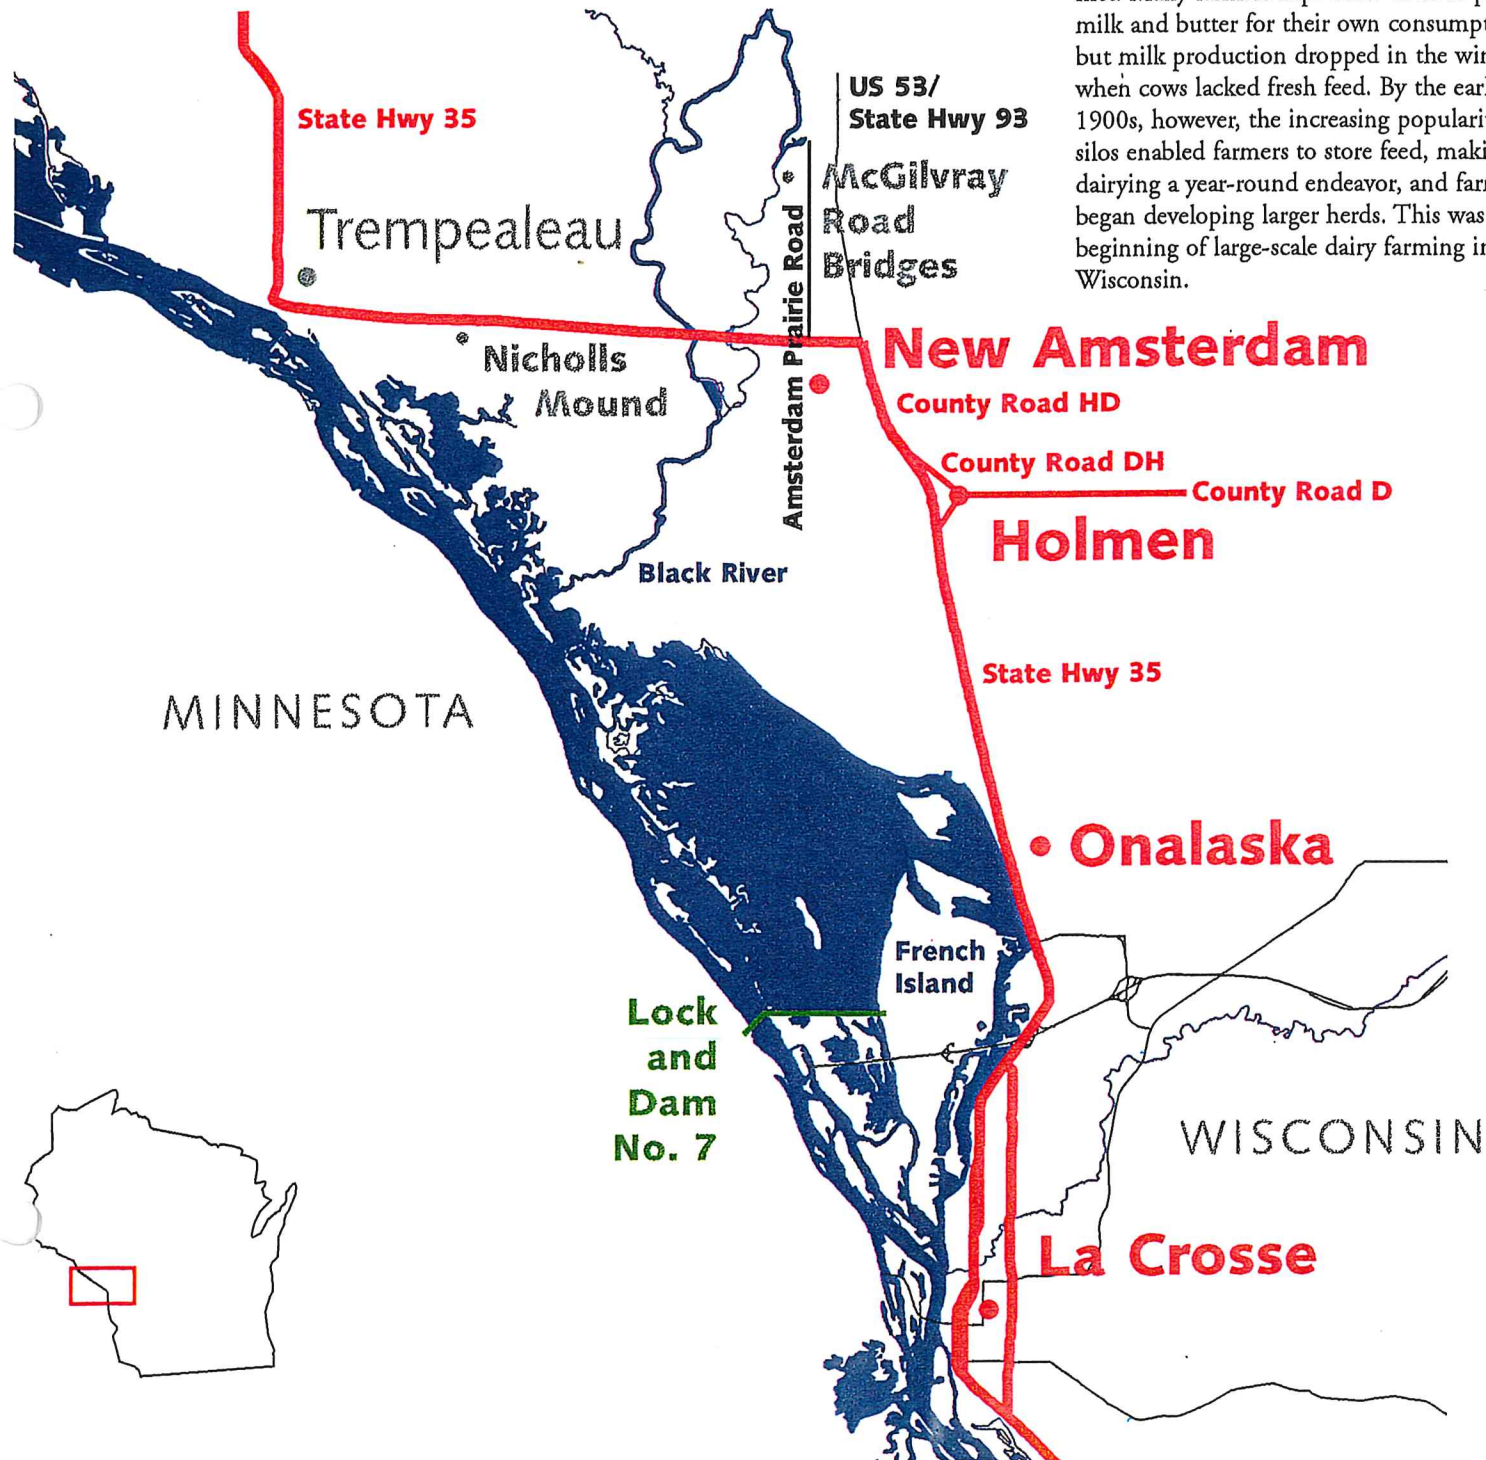 milk and butter for their own consumpt
but milk production dropped in the win
when cows lacked fresh feed. By the earl
1900s, however, the increasing populari
silos enabled farmers to store feed, maki
dairying a year-round endeavor, and farm
began developing larger herds. This was
beginning of large-scale dairy farming in
Wisconsin.
US 53/
State Hwy 93
State Hwy 35
McGilvray
Road
Bridges
Trempealeau
Amsterdam Prairie Road
Nicholls
Mound
New Amsterdam
County Road HD
County Road DH
County Road D
Holmen
Black River
State Hwy 35
MINNESOTA
Onalaska
French
Island
Lock
and
Dam
No. 7
WISCONSIN
La Crosse